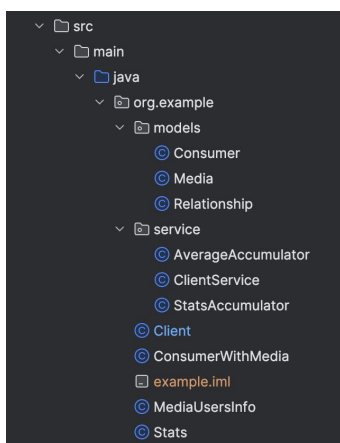 src
main
java
org.example
models
Consumer
Media
Relationship
service
AverageAccumulator
ClientService
StatsAccumulator
Client
ConsumerWithMedia
example.iml
MediaUsersInfo
Stats